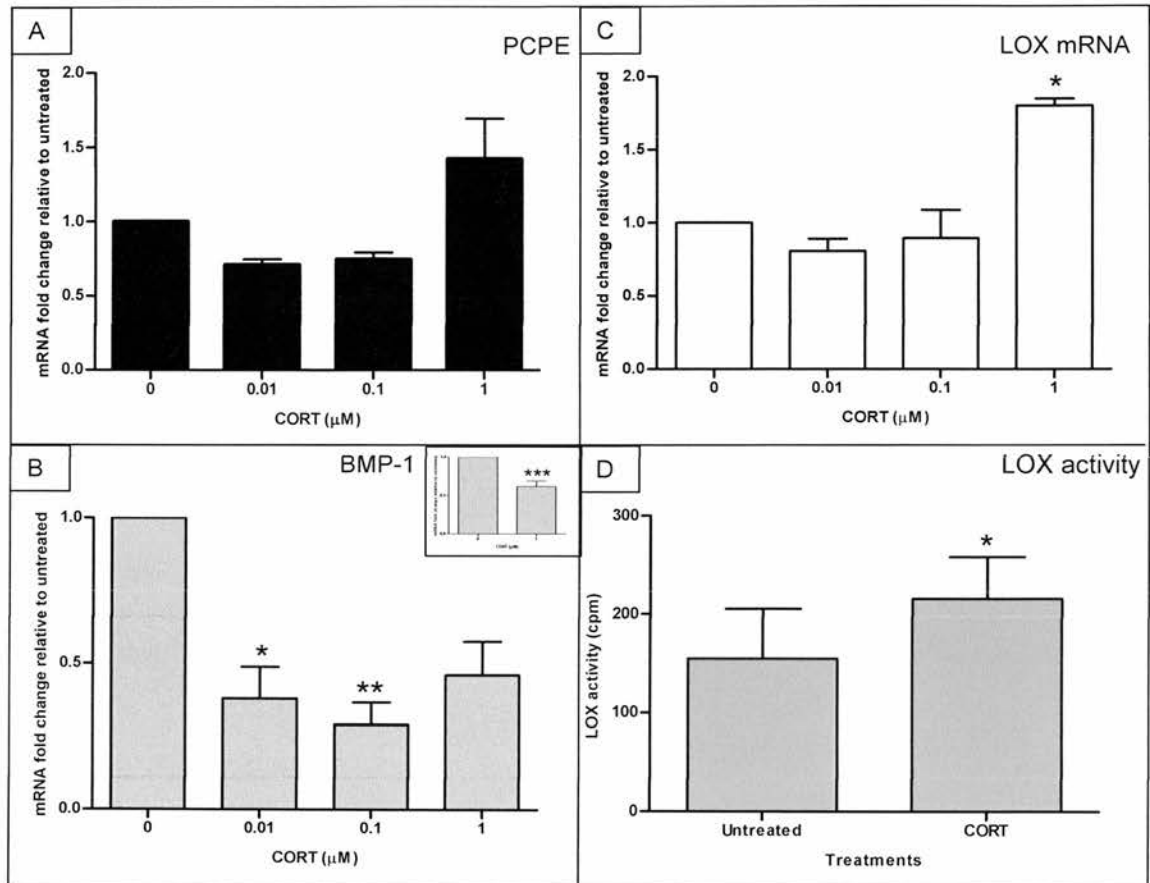 A
PCPE
mRNA fold change relative to untreated
2.0
1.5
1.0
0.5
0.0
0 0.01 0.1 1
CORT (µM)
C
LOX mRNA
mRNA fold change relative to untreated
2.0
*
1.5
1.0
0.5
0.0
0 0.01 0.1 1
CORT (µM)
B
BMP-1
mRNA fold change relative to untreated
1.0
0.5
0.0
*
**
0 0.01 0.1 1
CORT (µM)
***
D
LOX activity
LOX activity (cpm)
300
200
100
0
*
Untreated CORT
Treatments